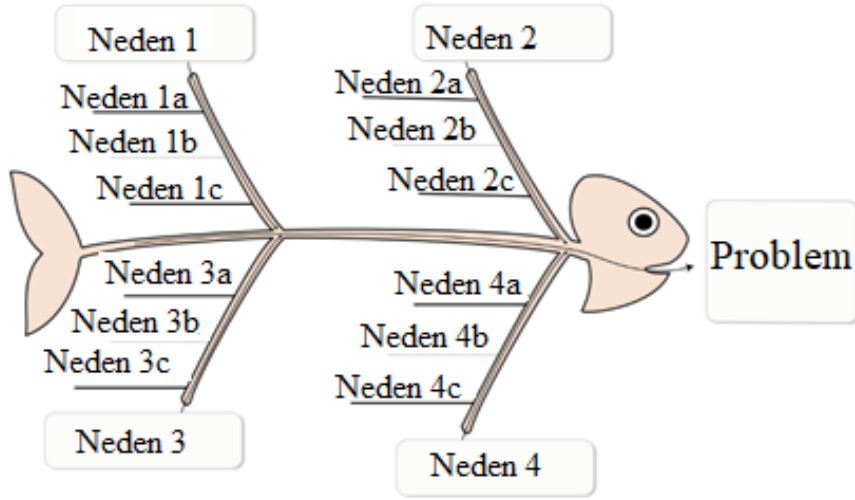 Neden 1
Neden 1a
Neden 1b
Neden 1c
Neden 2
Neden 2a
Neden 2b
Neden 2c
Neden 3a
Neden 3b
Neden 3c
Neden 3
Neden 4a
Neden 4b
Neden 4c
Neden 4
Problem